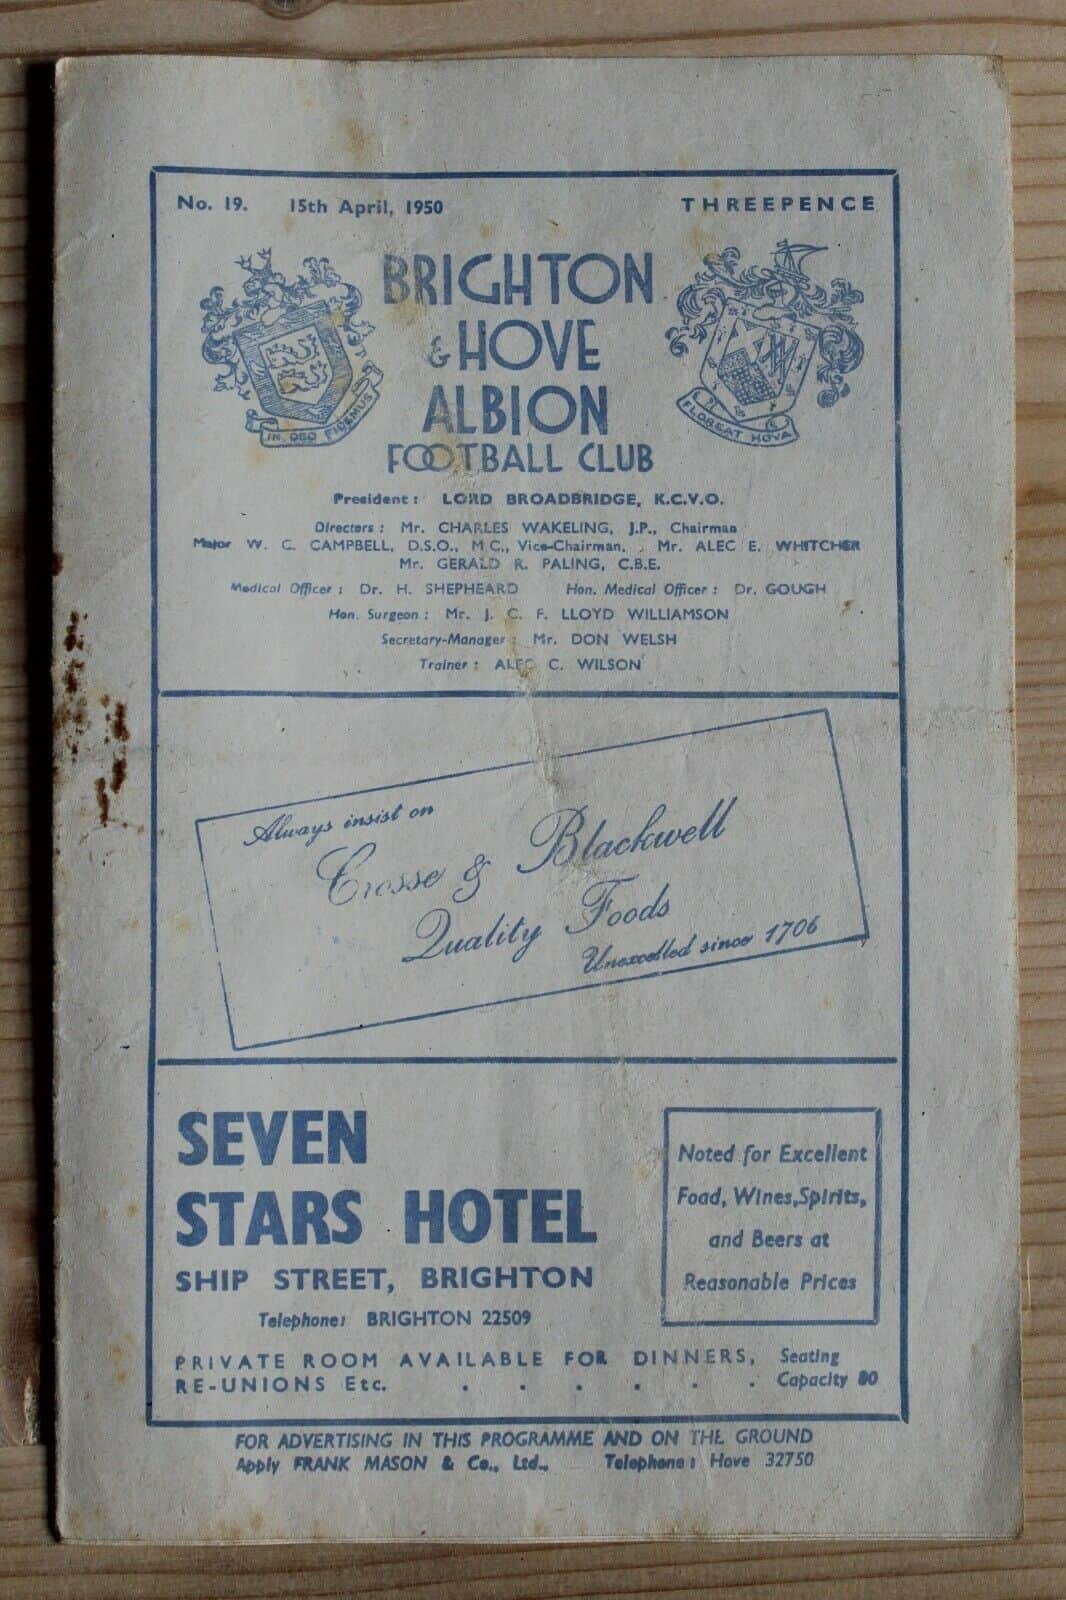 No. 19. 15th April, 1950 THREEPENCE
BRIGHTON
& HOVE
ALBION
FOOTBALL CLUB
IN DEO FIDEMUS
FLOREAT HOVA
President : LORD BROADBRIDGE, K.C.V.O.
Directors : Mr. CHARLES WAKELING, J.P., Chairman
Major W. C. CAMPBELL, D.S.O., M.C., Vice-Chairman, Mr. ALEC E. WHITCHER
Mr. GERALD R. PALING, C.B.E.
Medical Officer : Dr. H. SHEPHEARD Hon. Medical Officer : Dr. GOUGH
Hon. Surgeon : Mr. J. C. F. LLOYD WILLIAMSON
Secretary-Manager : Mr. DON WELSH
Trainer : ALEC C. WILSON
Always insist on
Crosse & Blackwell
Quality Foods
Unexcelled since 1706
SEVEN
STARS HOTEL
SHIP STREET, BRIGHTON
Telephone: BRIGHTON 22509
Noted for Excellent
Food, Wines, Spirits,
and Beers at
Reasonable Prices
PRIVATE ROOM AVAILABLE FOR DINNERS, Seating
RE-UNIONS Etc. . . . . . . Capacity 80
FOR ADVERTISING IN THIS PROGRAMME AND ON THE GROUND
Apply FRANK MASON & Co., Ltd., Telephone : Hove 32750